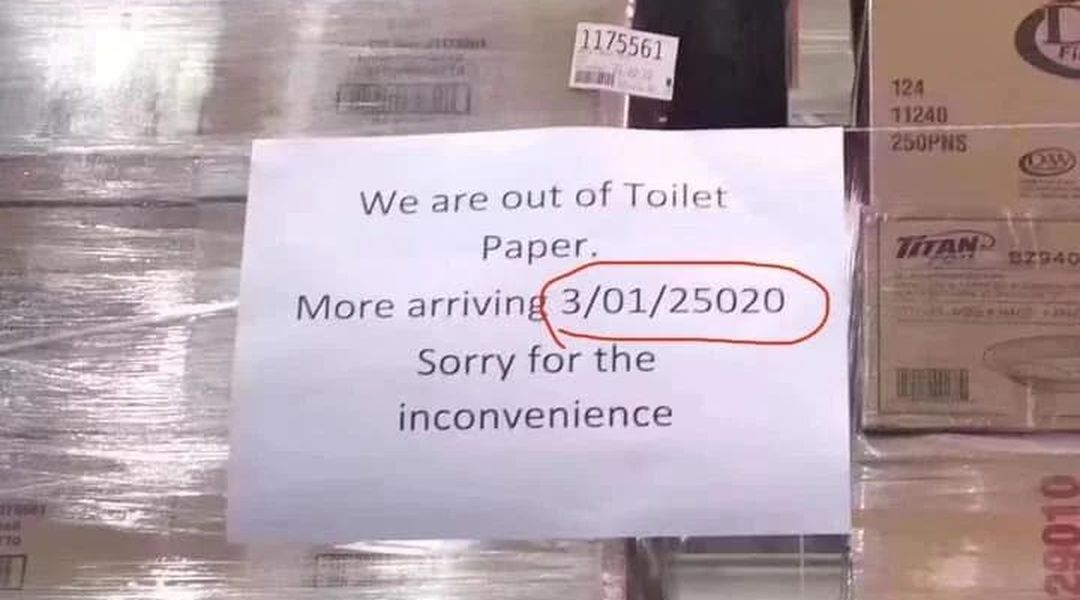 1175561
124
11240
250PNS
D&W
We are out of Toilet
Paper.
More arriving 3/01/25020
Sorry for the
inconvenience
TITAN
29010